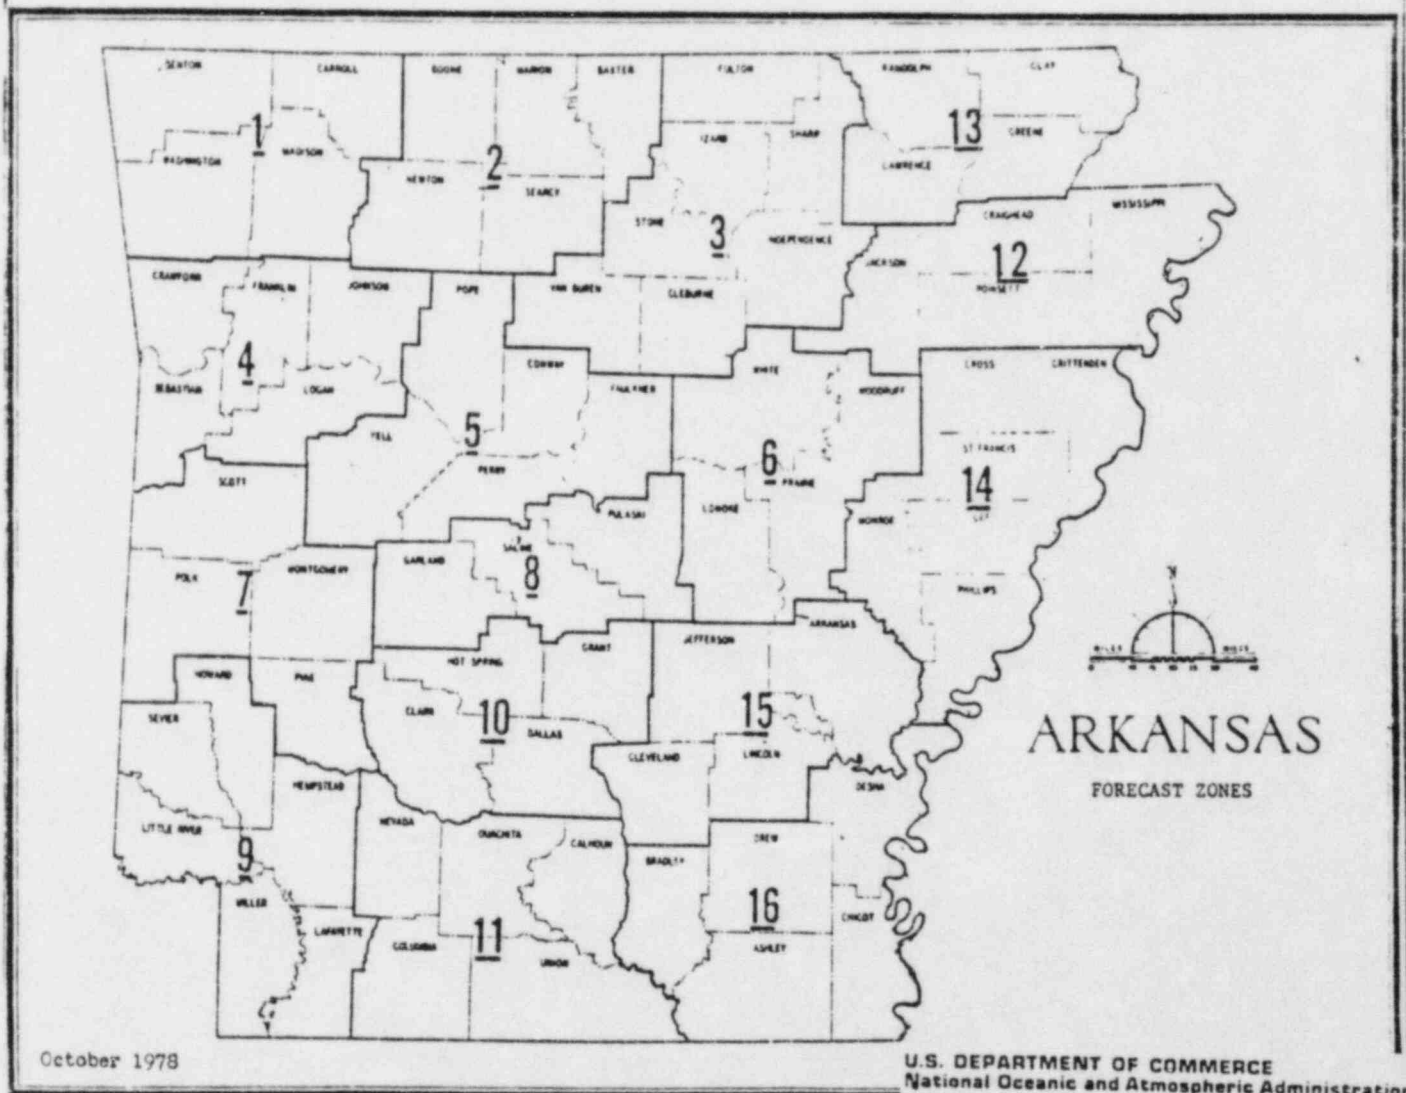 BENTON CARROLL BOONE MARION BAXTER FULTON RANDOLPH CLAY
1 2 3 13
WASHINGTON MADISON NEWTON SEARCY IZARD SHARP LAWRENCE GREENE
STONE INDEPENDENCE JACKSON CRAIGHEAD MISSISSIPPI
12
POINSETT
CRAWFORD FRANKLIN JOHNSON POPE VAN BUREN CLEBURNE
4
SEBASTIAN LOGAN CONWAY FAULKNER WHITE WOODRUFF CROSS CRITTENDEN
YELL 5 PERRY 6 PRAIRIE ST FRANCIS
14
LEE
SCOTT LONOKE MONROE
PULASKI
SALINE
GARLAND 8
POLK MONTGOMERY PHILLIPS
7
N
ARKANSAS
HOT SPRING GRANT JEFFERSON
HOWARD PIKE
MILES MILES
SEVIER CLARK 10 DALLAS 15
CLEVELAND LINCOLN
ARKANSAS
FORECAST ZONES
HEMPSTEAD DESHA
LITTLE RIVER NEVADA OUACHITA CALHOUN DREW
9 BRADLEY
MILLER 16 CHICOT
LAFAYETTE COLUMBIA 11 UNION ASHLEY
October 1978
U.S. DEPARTMENT OF COMMERCE
National Oceanic and Atmospheric Administration